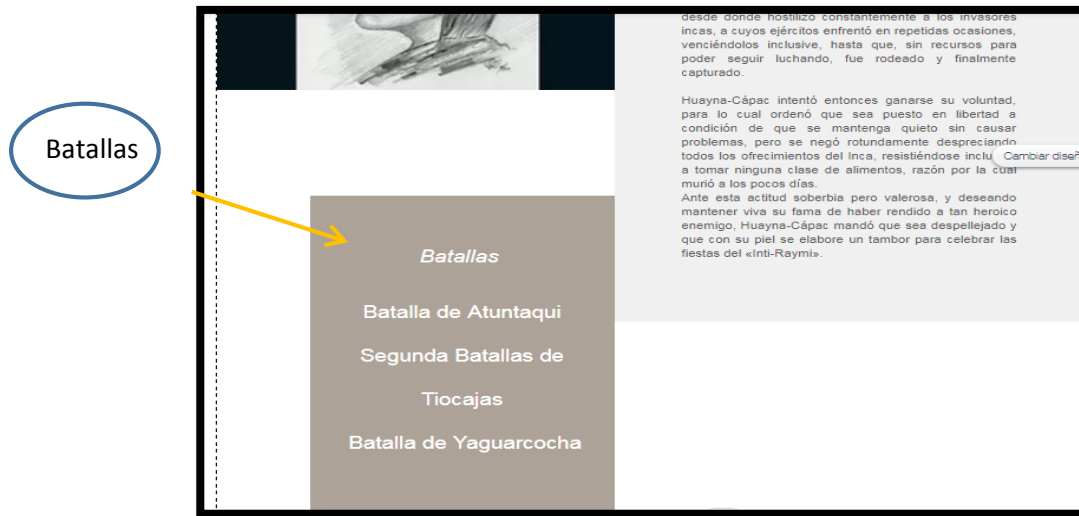 Batallas
desde donde hostilizó constantemente a los invasores
incas, a cuyos ejércitos enfrentó en repetidas ocasiones,
venciéndolos inclusive, hasta que, sin recursos para
poder seguir luchando, fue rodeado y finalmente
capturado.
Huayna-Cápac intentó entonces ganarse su voluntad,
para lo cual ordenó que sea puesto en libertad a
condición de que se mantenga quieto sin causar
problemas, pero se negó rotundamente despreciando
todos los ofrecimientos del Inca, resistiéndose inclu
Cambiar diseñ
a tomar ninguna clase de alimentos, razón por la cual
murió a los pocos días.
Ante esta actitud soberbia pero valerosa, y deseando
mantener viva su fama de haber rendido a tan heroico
enemigo, Huayna-Cápac mandó que sea despellejado y
que con su piel se elabore un tambor para celebrar las
fiestas del «Inti-Raymi».
Batallas
Batalla de Atuntaqui
Segunda Batallas de
Tiocajas
Batalla de Yaguarcocha